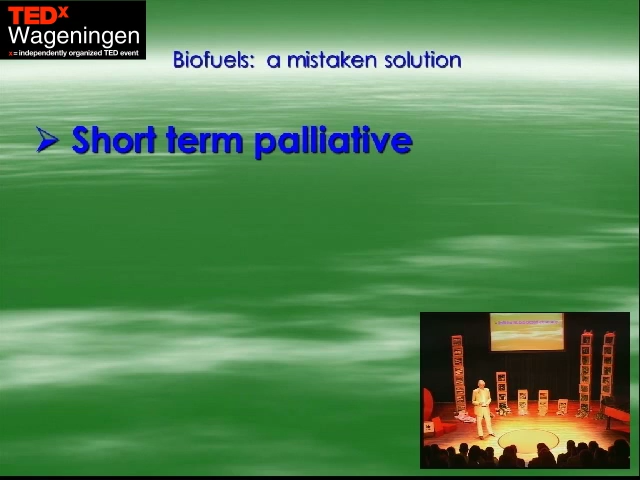 TEDx
Wageningen
x = independently organized TED event
Biofuels: a mistaken solution
➢ Short term palliative